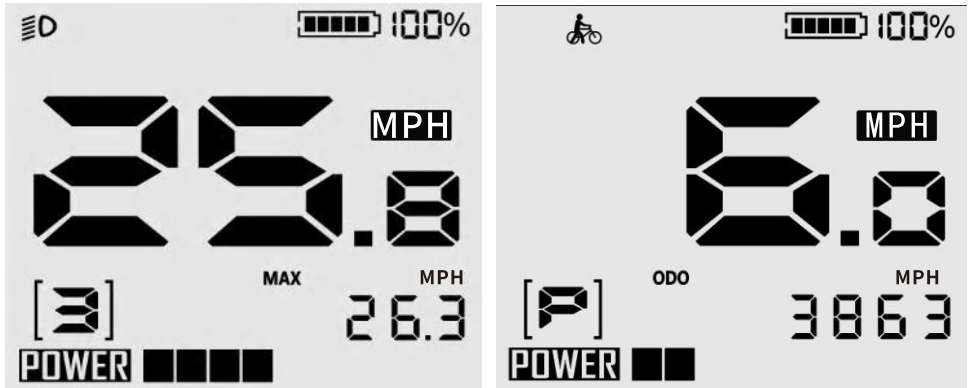 100%
25.8 MPH
MAX MPH
[3] 26.3
POWER
100%
6.0 MPH
ODO MPH
[P] 3863
POWER